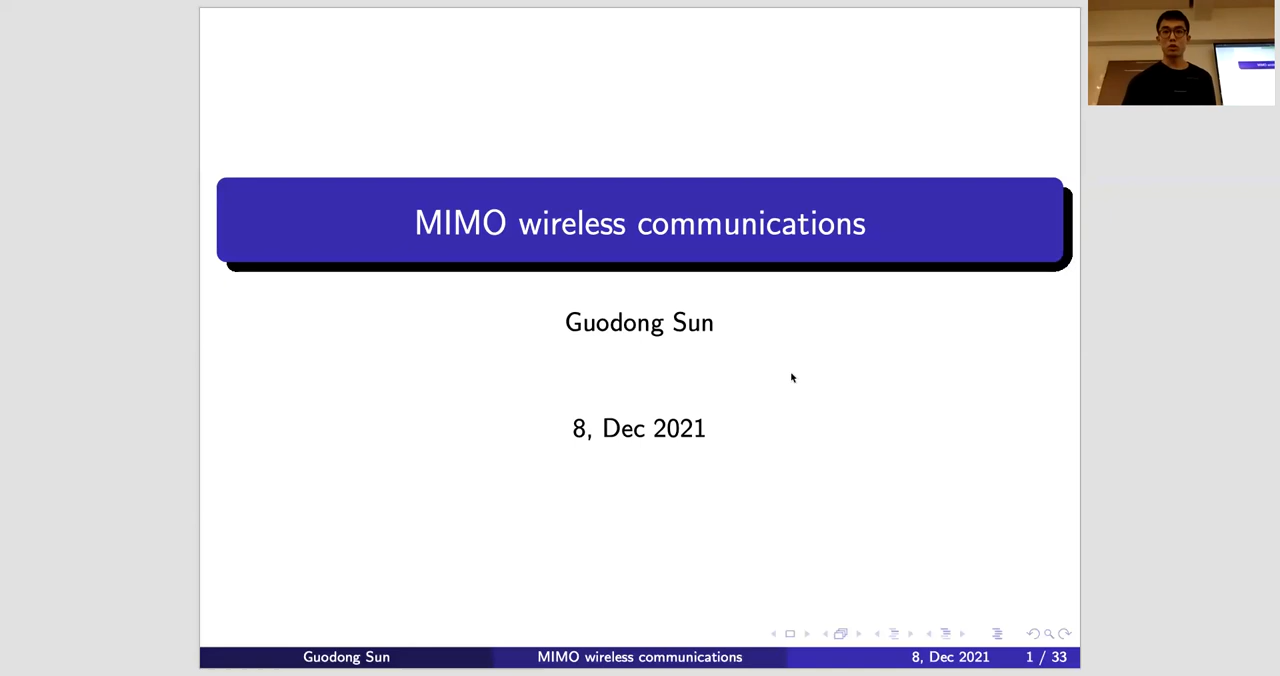 MIMO wireless communications
Guodong Sun
8, Dec 2021
Guodong Sun
MIMO wireless communications
8, Dec 2021
1 / 33